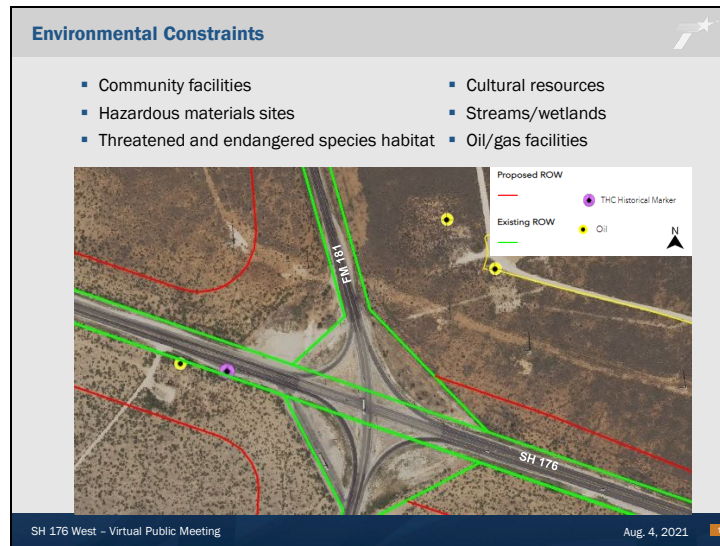 Environmental Constraints
▪ Community facilities
▪ Hazardous materials sites
▪ Threatened and endangered species habitat
▪ Cultural resources
▪ Streams/wetlands
▪ Oil/gas facilities
Proposed ROW
THC Historical Marker
Existing ROW
Oil
N
FM 181
SH 176
SH 176 West – Virtual Public Meeting
Aug. 4, 2021